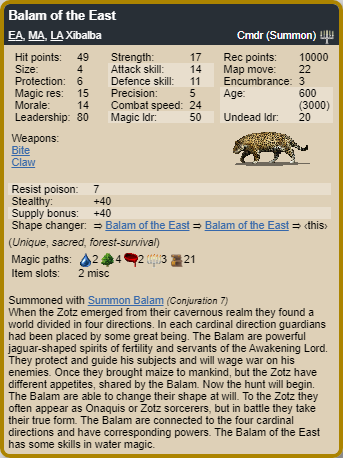 Balam of the East
EA, MA, LA Xibalba Cmdr (Summon)
Hit points: 49 Strength: 17 Rec points: 10000
Size: 4 Attack skill: 14 Map move: 22
Protection: 6 Defence skill: 11 Encumbrance: 3
Magic res: 15 Precision: 5 Age: 600
Morale: 14 Combat speed: 24 (3000)
Leadership: 80 Magic ldr: 50 Undead ldr: 20
Weapons:
Bite
Claw
Resist poison: 7
Stealthy: +40
Supply bonus: +40
Shape changer: ⇒ Balam of the East ⇒ Balam of the East ⇒ ‹this›
(Unique, sacred, forest-survival)
Magic paths: 2 4 2 3 21
Item slots: 2 misc
Summoned with Summon Balam (Conjuration 7)
When the Zotz emerged from their cavernous realm they found a
world divided in four directions. In each cardinal direction guardians
had been placed by some great being. The Balam are powerful
jaguar-shaped spirits of fertility and servants of the Awakening Lord.
They protect and guide his subjects and will wage war on his
enemies. Once they brought maize to mankind, but the Zotz have
different appetites, shared by the Balam. Now the hunt will begin.
The Balam are able to change their shape at will. To the Zotz they
often appear as Onaquis or Zotz sorcerers, but in battle they take
their true form. The Balam are connected to the four cardinal
directions and have corresponding powers. The Balam of the East
has some skills in water magic.